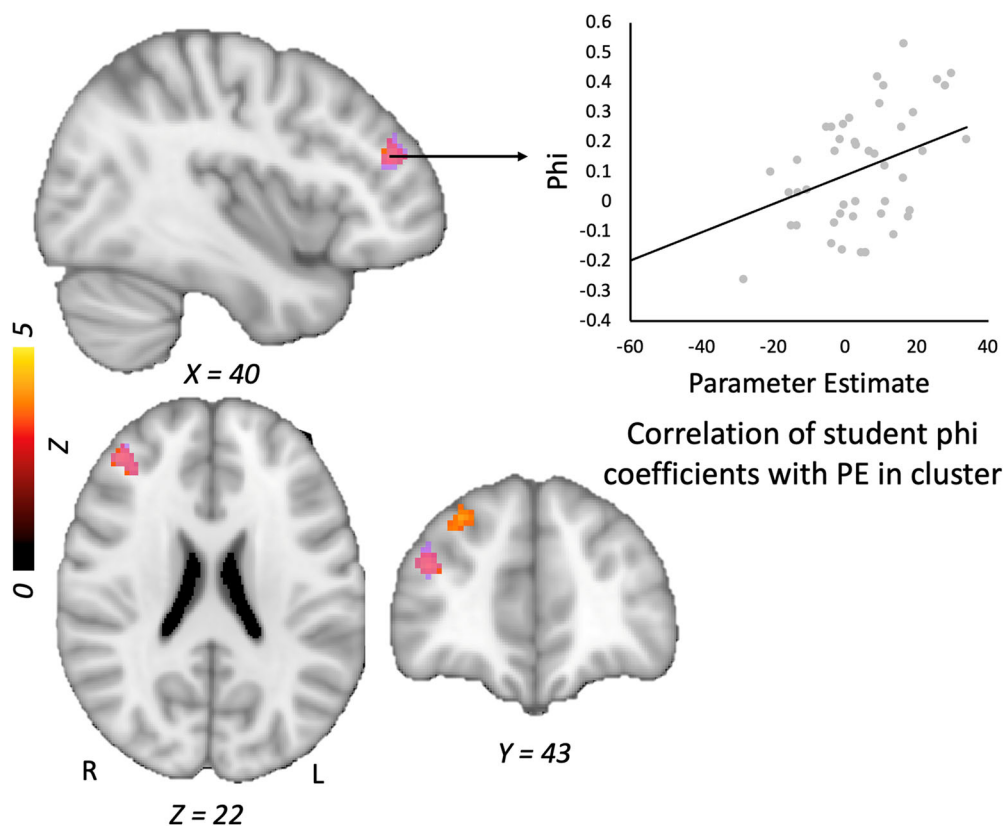 X = 40
0.6
0.5
0.4
0.3
0.2
0.1
0
-0.1
-0.2
-0.3
-0.4
Phi
-60 -40 -20 0 20 40
Parameter Estimate
Correlation of student phi
coefficients with PE in cluster
5
Z
0
R L
Z = 22
Y = 43